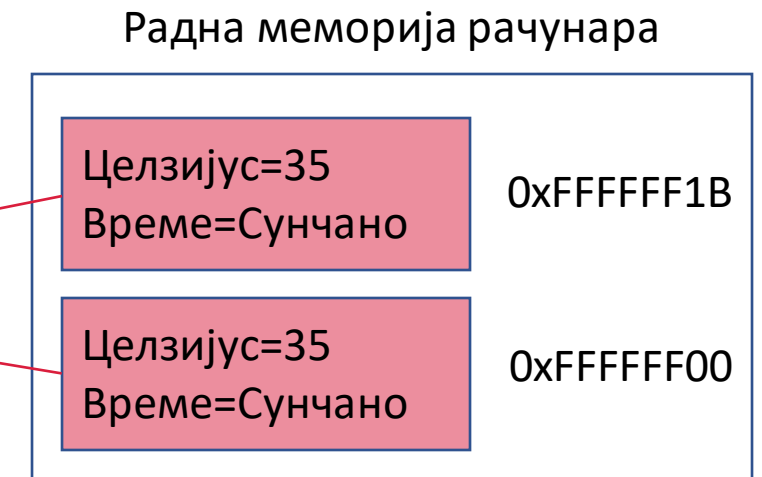 Радна меморија рачунара
Целзијус=35
Време=Сунчано
0xFFFFFF1B
Целзијус=35
Време=Сунчано
0xFFFFFF00